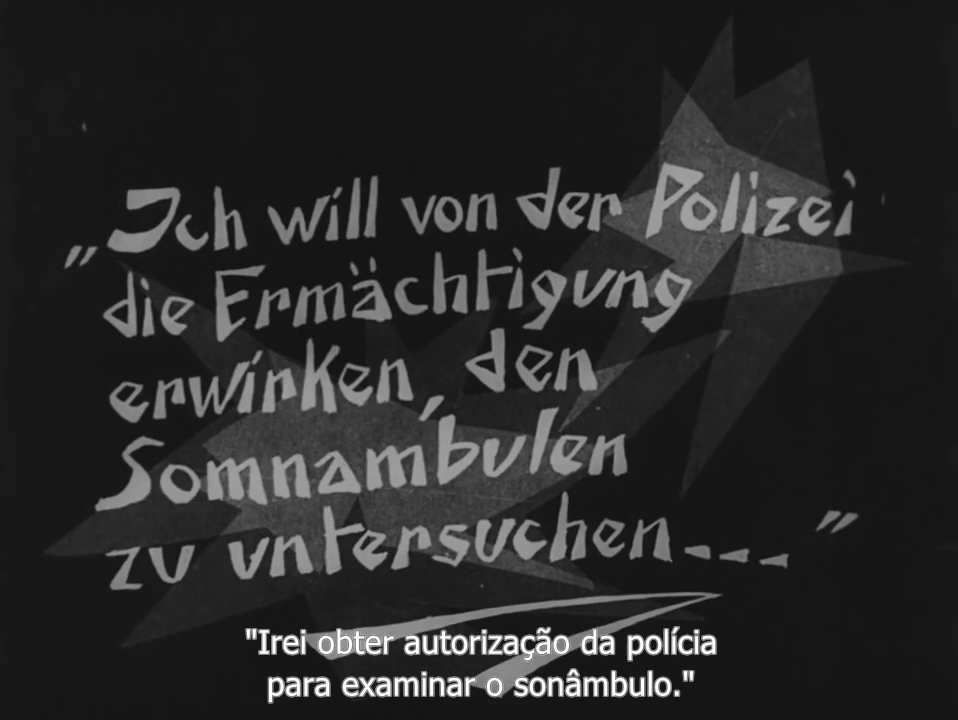 „Ich will von der Polizei
die Ermächtigung
erwirken, den
Somnambulen
zu untersuchen---"
"Irei obter autorização da polícia
para examinar o sonâmbulo."